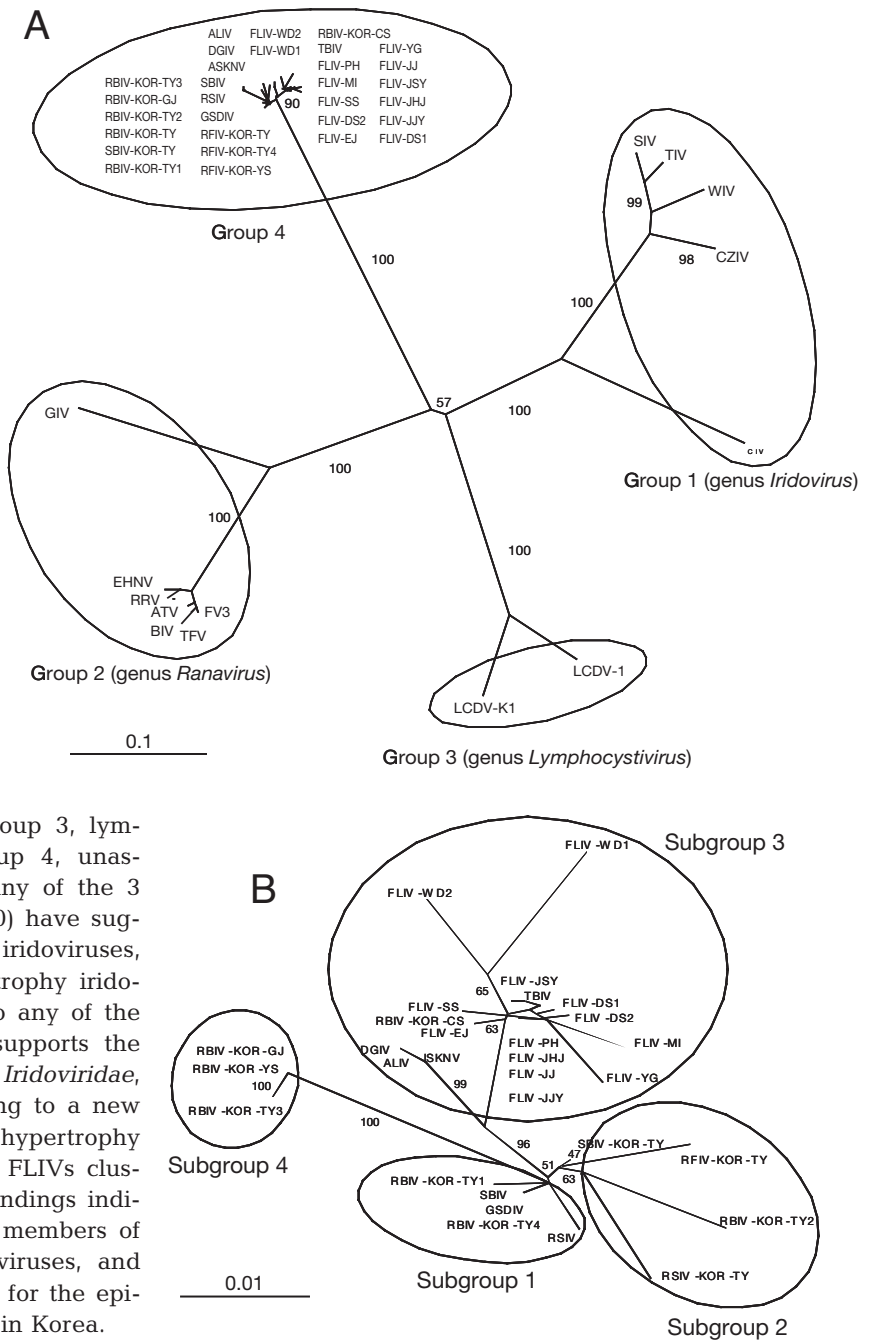 A
ALIV FLIV-WD2 RBIV-KOR-CS
DGIV FLIV-WD1 TBIV FLIV-YG
ASKNV FLIV-PH FLIV-JJ
RBIV-KOR-TY3 SBIV FLIV-MI FLIV-JSY
RBIV-KOR-GJ RSIV 90 FLIV-SS FLIV-JHJ
RBIV-KOR-TY2 GSDIV FLIV-DS2 FLIV-JJY
RBIV-KOR-TY RFIV-KOR-TY FLIV-EJ FLIV-DS1
SBIV-KOR-TY RFIV-KOR-TY4
RBIV-KOR-TY1 RFIV-KOR-YS
Group 4
SIV
TIV
WIV
99
CZIV
98
100
100
57
100
CIV
Group 1 (genus Iridovirus)
GIV
100
100
EHNV
RRV
ATV FV3
BIV TFV
Group 2 (genus Ranavirus)
100
LCDV-1
LCDV-K1
Group 3 (genus Lymphocystivirus)
0.1
oup 3, lym-
up 4, unas-
any of the 3
0) have sug-
iridoviruses,
trophy irido-
o any of the
supports the
Iridoviridae,
ng to a new
hypertrophy
FLIVs clus-
ndings indi-
members of
viruses, and
for the epi-
in Korea.
B
Subgroup 3
FLIV-WD1
FLIV-WD2
65
FLIV-JSY
TBIV
FLIV-SS
FLIV-DS1
RBIV-KOR-CS
FLIV-DS2
FLIV-EJ
63
FLIV-MI
FLIV-PH
FLIV-JHJ
FLIV-JJ
FLIV-JJY
FLIV-YG
DGIV
ALIV
ISKNV
99
RBIV-KOR-GJ
RBIV-KOR-YS
100
RBIV-KOR-TY3
Subgroup 4
100
96
51
47
63
SBIV-KOR-TY
RFIV-KOR-TY
RBIV-KOR-TY2
RSIV-KOR-TY
Subgroup 2
RBIV-KOR-TY1
SBIV
GSDIV
RBIV-KOR-TY4
RSIV
Subgroup 1
0.01